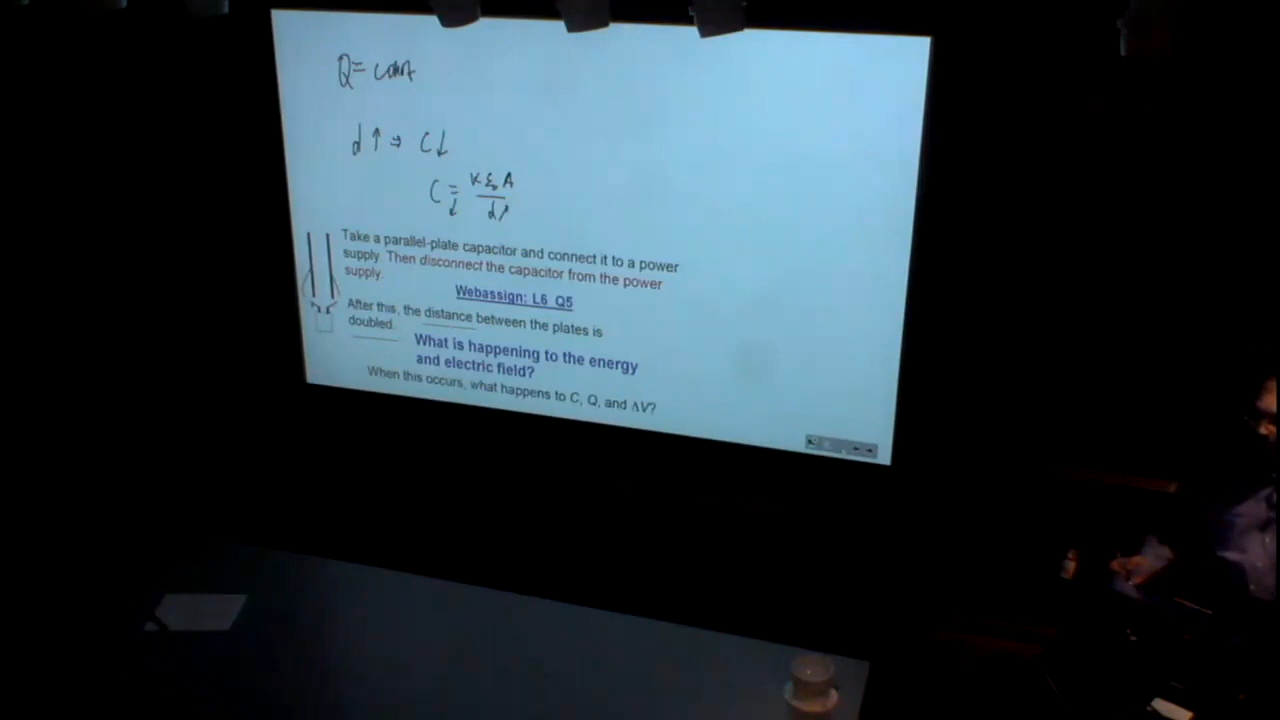 Q = const
d ↑ ⇒ C ↓
C = K ε₀ A / d
Take a parallel-plate capacitor and connect it to a power
supply. Then disconnect the capacitor from the power
supply.
Webassign: L6 Q5
After this, the distance between the plates is
doubled.
What is happening to the energy
and electric field?
When this occurs, what happens to C, Q, and ΔV?